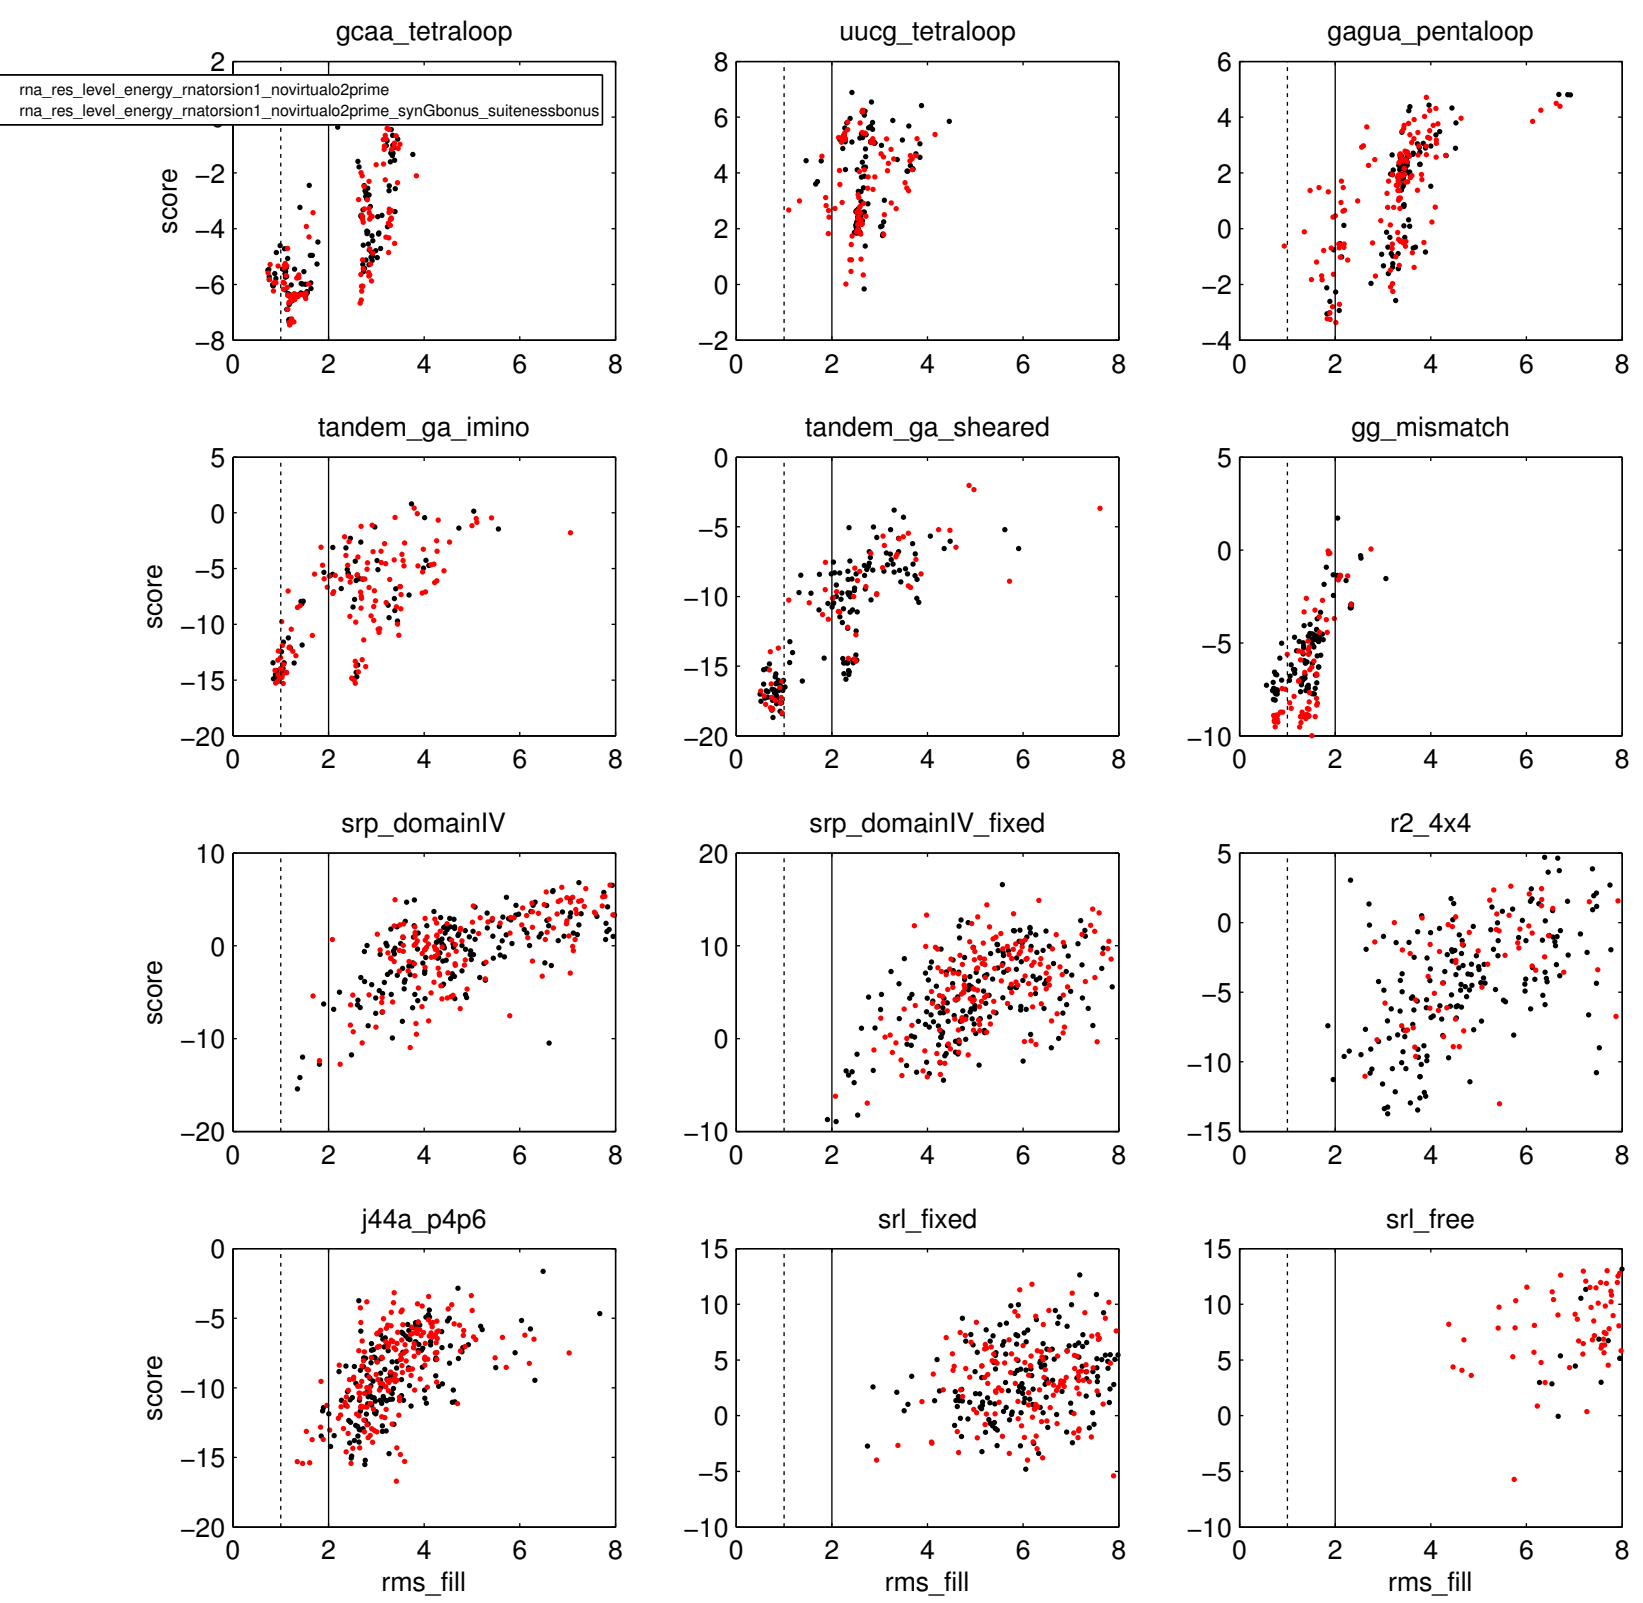 gcaa_tetraloop
uucg_tetraloop
gagua_pentaloop
rna_res_level_energy_rnatorsion1_novirtualo2prime
rna_res_level_energy_rnatorsion1_novirtualo2prime_synGbonus_suitenessbonus
score
2
0
−2
−4
−6
−8
0 2 4 6 8
8
6
4
2
0
−2
0 2 4 6 8
6
4
2
0
−2
−4
0 2 4 6 8
tandem_ga_imino
tandem_ga_sheared
gg_mismatch
score
5
0
−5
−10
−15
−20
0 2 4 6 8
0
−5
−10
−15
−20
0 2 4 6 8
5
0
−5
−10
0 2 4 6 8
srp_domainIV
srp_domainIV_fixed
r2_4x4
score
10
0
−10
−20
0 2 4 6 8
20
10
0
−10
0 2 4 6 8
5
0
−5
−10
−15
0 2 4 6 8
j44a_p4p6
srl_fixed
srl_free
score
0
−5
−10
−15
−20
0 2 4 6 8
rms_fill
15
10
5
0
−5
−10
0 2 4 6 8
rms_fill
15
10
5
0
−5
−10
0 2 4 6 8
rms_fill